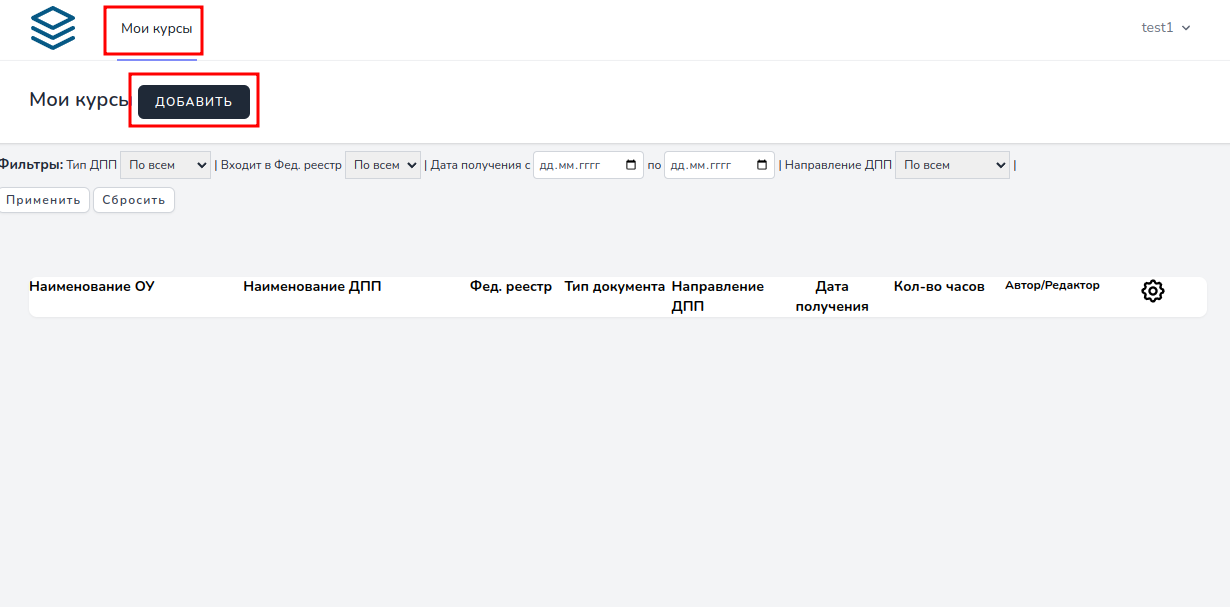 Мои курсы
test1
Мои курсы ДОБАВИТЬ
Фильтры: Тип ДПП По всем | Входит в Фед. реестр По всем | Дата получения с дд.мм.гггг по дд.мм.гггг | Направление ДПП По всем |
Применить Сбросить
Наименование ОУ Наименование ДПП Фед. реестр Тип документа Направление ДПП Дата получения Кол-во часов Автор/Редактор